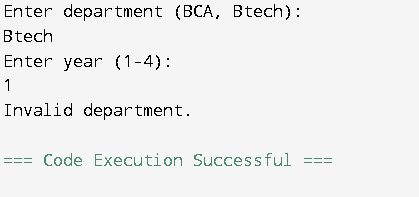 Enter department (BCA, Btech):
Btech
Enter year (1-4):
1
Invalid department.
=== Code Execution Successful ===